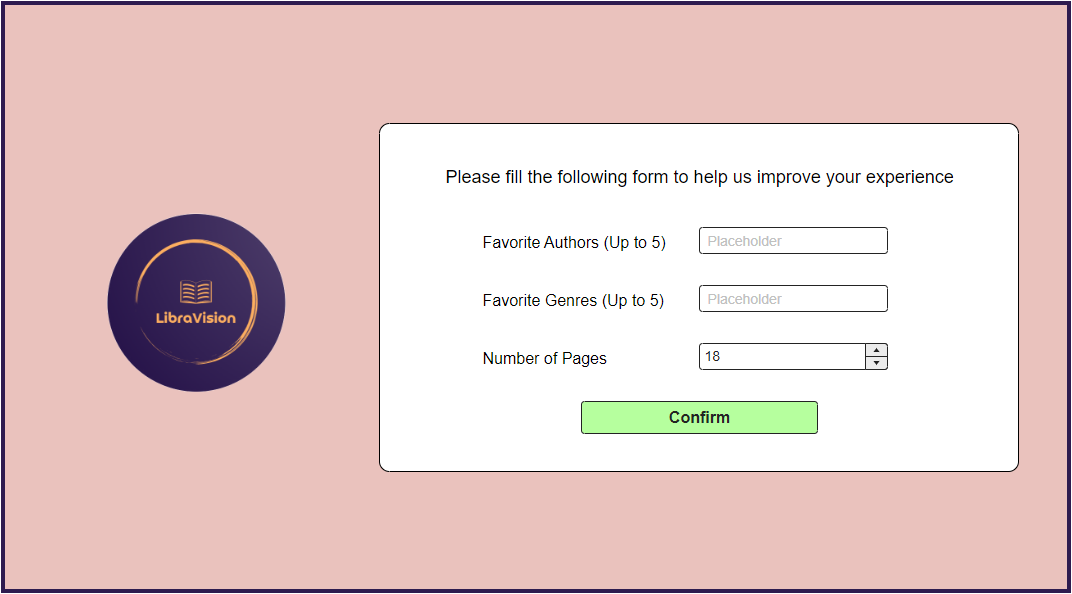 Please fill the following form to help us improve your experience
Favorite Authors (Up to 5)
Placeholder
Favorite Genres (Up to 5)
Placeholder
Number of Pages
18
Confirm
LibraVision